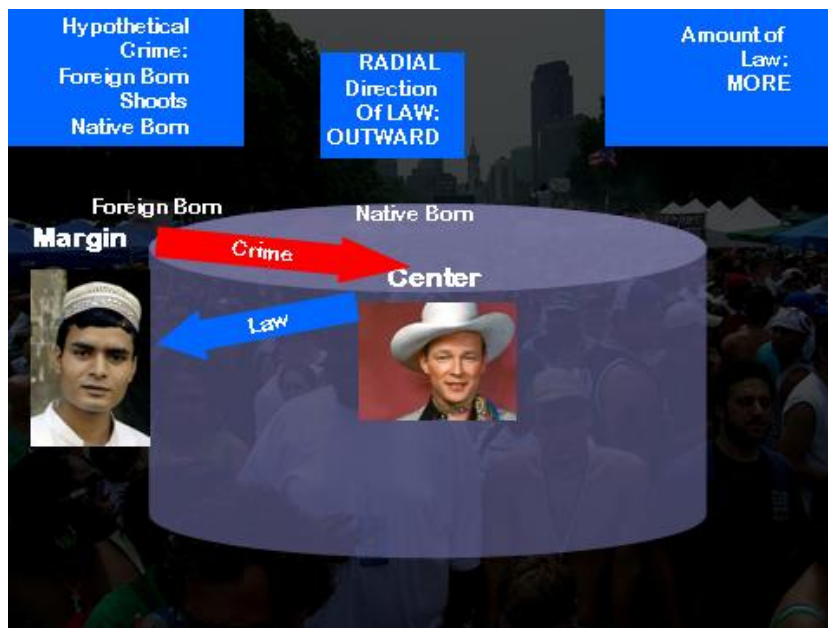 Hypothetical
Crime:
Foreign Born
Shoots
Native Born
RADIAL
Direction
Of LAW:
OUTWARD
Amount of
Law:
MORE
Foreign Born
Native Born
Margin
Crime
Center
Law